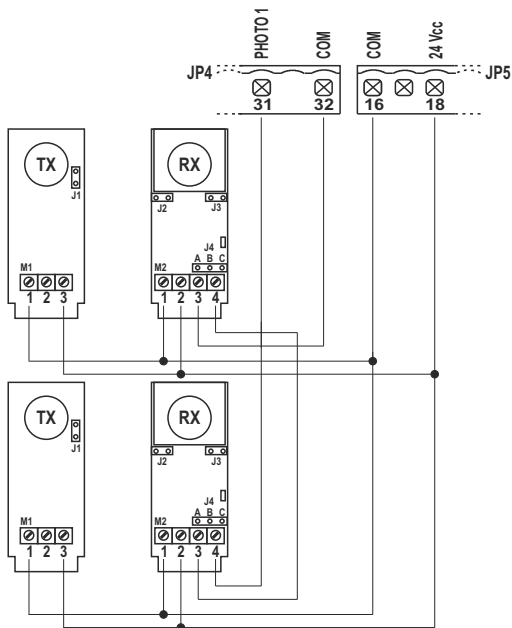 PHOTO 1
COM
COM
24 Vcc
JP4
JP5
31
32
16
18
TX
J1
M1
1 2 3
RX
J2
J3
J4
A B C
M2
1 2 3 4
TX
J1
M1
1 2 3
RX
J2
J3
J4
A B C
M2
1 2 3 4